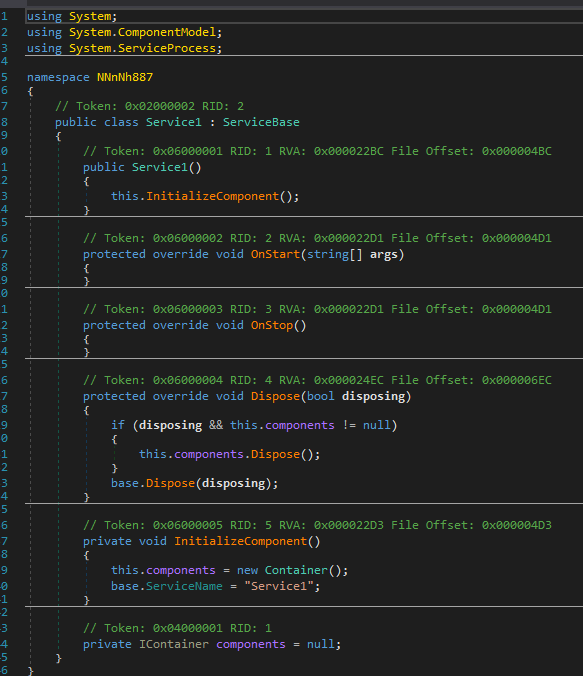 1 using System;
2 using System.ComponentModel;
3 using System.ServiceProcess;
4
5 namespace NNnNh887
6 {
7 // Token: 0x02000002 RID: 2
8 public class Service1 : ServiceBase
9 {
0 // Token: 0x06000001 RID: 1 RVA: 0x000022BC File Offset: 0x000004BC
1 public Service1()
2 {
3 this.InitializeComponent();
4 }
5
6 // Token: 0x06000002 RID: 2 RVA: 0x000022D1 File Offset: 0x000004D1
7 protected override void OnStart(string[] args)
8 {
9 }
0
1 // Token: 0x06000003 RID: 3 RVA: 0x000022D1 File Offset: 0x000004D1
2 protected override void OnStop()
3 {
4 }
5
6 // Token: 0x06000004 RID: 4 RVA: 0x000024EC File Offset: 0x000006EC
7 protected override void Dispose(bool disposing)
8 {
9 if (disposing && this.components != null)
0 {
1 this.components.Dispose();
2 }
3 base.Dispose(disposing);
4 }
5
6 // Token: 0x06000005 RID: 5 RVA: 0x000022D3 File Offset: 0x000004D3
7 private void InitializeComponent()
8 {
9 this.components = new Container();
0 base.ServiceName = "Service1";
1 }
2
3 // Token: 0x04000001 RID: 1
4 private IContainer components = null;
5 }
6 }